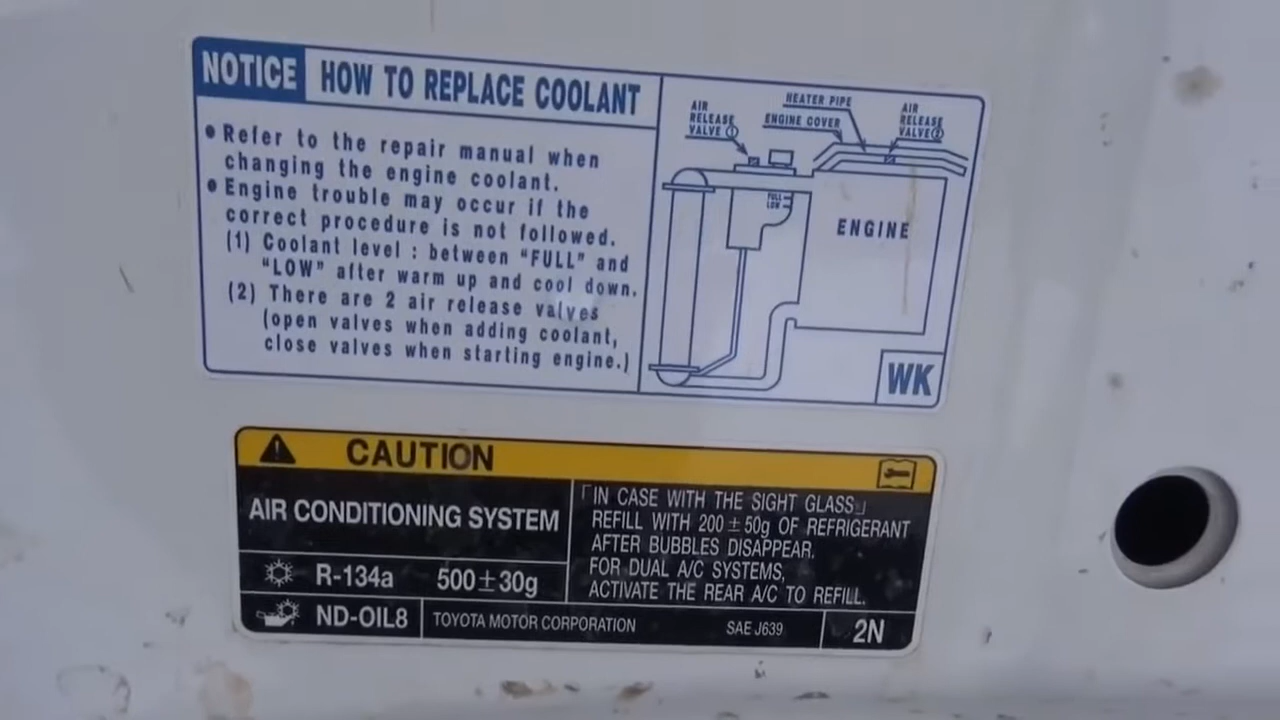 NOTICE HOW TO REPLACE COOLANT
• Refer to the repair manual when
changing the engine coolant.
• Engine trouble may occur if the
correct procedure is not followed.
(1) Coolant level : between “FULL” and
“LOW” after warm up and cool down.
(2) There are 2 air release valves
(open valves when adding coolant,
close valves when starting engine.)
AIR
RELEASE
VALVE ①
HEATER PIPE
ENGINE COVER
AIR
RELEASE
VALVE ②
FULL
LOW
ENGINE
WK
CAUTION
AIR CONDITIONING SYSTEM
R-134a 500±30g
ND-OIL8
「IN CASE WITH THE SIGHT GLASS」
REFILL WITH 200±50g OF REFRIGERANT
AFTER BUBBLES DISAPPEAR.
FOR DUAL A/C SYSTEMS,
ACTIVATE THE REAR A/C TO REFILL.
TOYOTA MOTOR CORPORATION SAE J639 2N